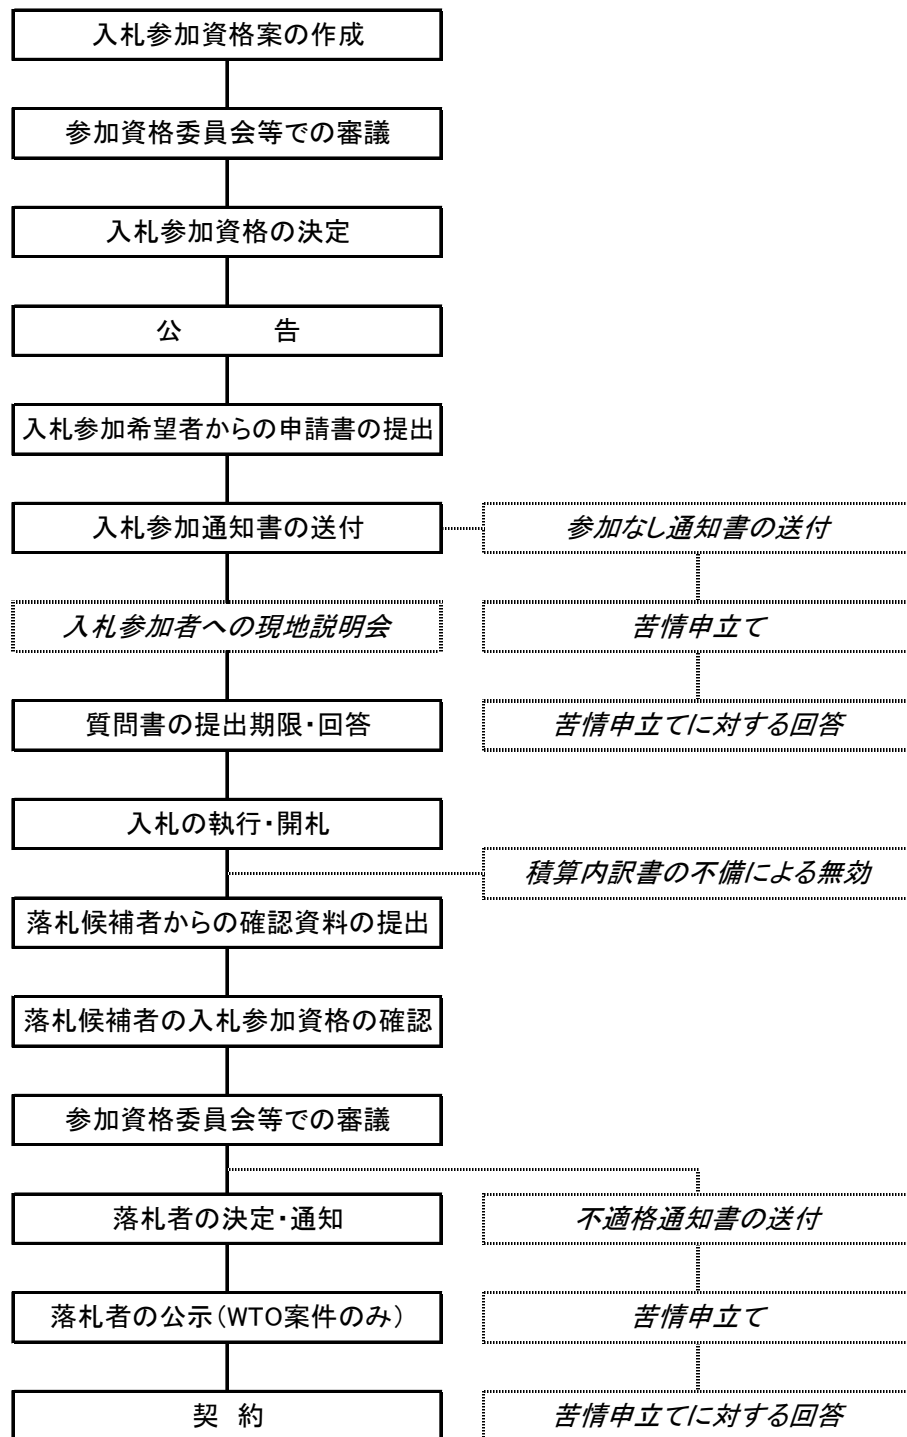 入札参加資格案の作成
参加資格委員会等での審議
入札参加資格の決定
公　　告
入札参加希望者からの申請書の提出
入札参加通知書の送付
参加なし通知書の送付
入札参加者への現地説明会
苦情申立て
質問書の提出期限・回答
苦情申立てに対する回答
入札の執行・開札
積算内訳書の不備による無効
落札候補者からの確認資料の提出
落札候補者の入札参加資格の確認
参加資格委員会等での審議
落札者の決定・通知
不適格通知書の送付
落札者の公示（WTO案件のみ）
苦情申立て
契　約
苦情申立てに対する回答